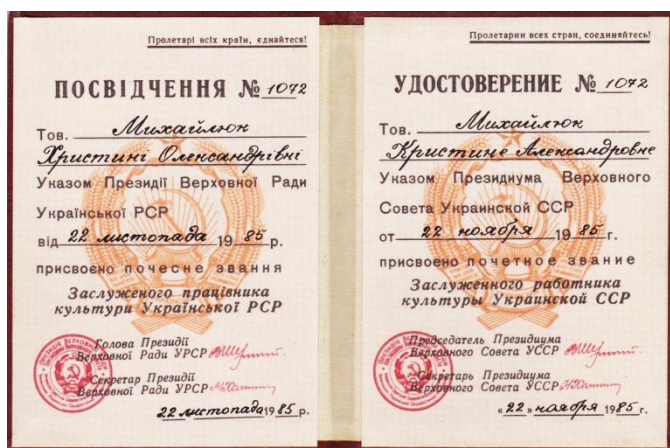 Пролетарі всіх країн, єднайтеся!
ПОСВІДЧЕННЯ № 1072
Тов. Михайлюк
Христині Олександрівні
Указом Президії Верховної Ради
Української РСР
від 22 листопада 1985 р.
присвоєно почесне звання
Заслуженого працівника
культури Української РСР
Голова Президії
Верховної Ради УРСР
Секретар Президії
Верховної Ради УРСР
22 листопада 1985 р.
Пролетарии всех стран, соединяйтесь!
УДОСТОВЕРЕНИЕ № 1072
Тов. Михайлюк
Кристине Александровне
Указом Президиума Верховного
Совета Украинской ССР
от 22 ноября 1985 г.
присвоено почетное звание
Заслуженного работника
культуры Украинской ССР
Председатель Президиума
Верховного Совета УССР
Секретарь Президиума
Верховного Совета УССР
«22» ноября 1985 г.